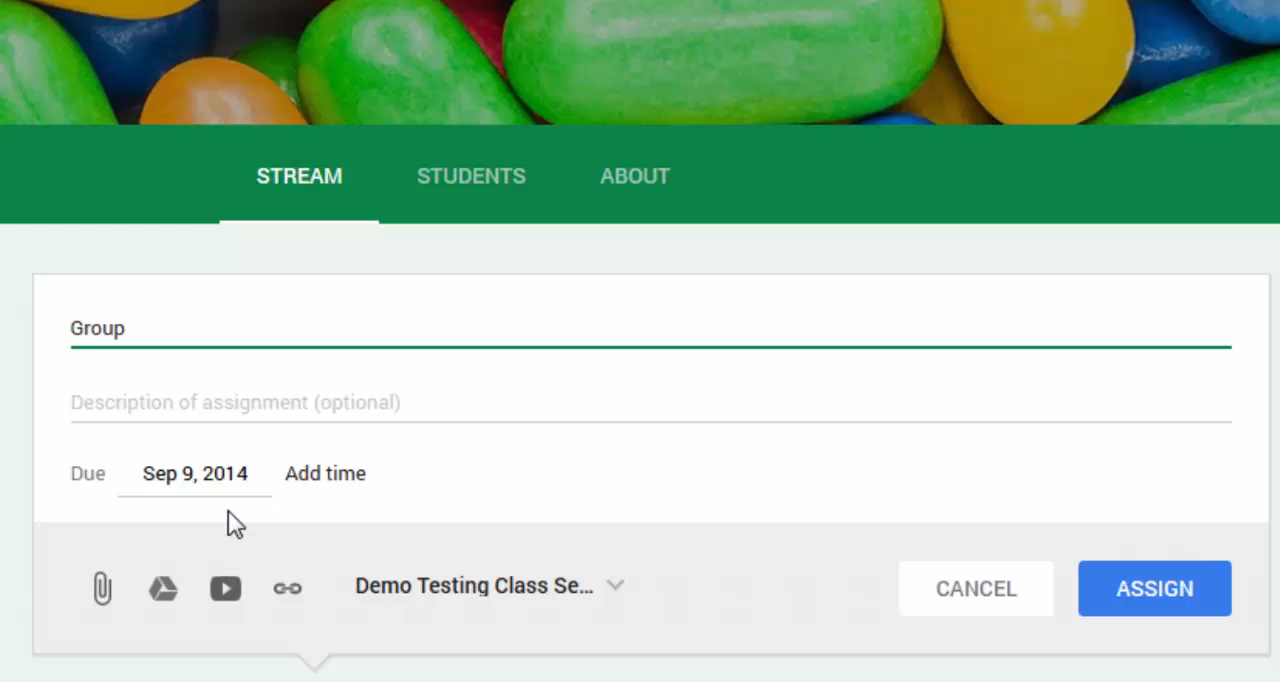 STREAM STUDENTS ABOUT
Group
Description of assignment (optional)
Due Sep 9, 2014 Add time
Demo Testing Class Se... CANCEL ASSIGN